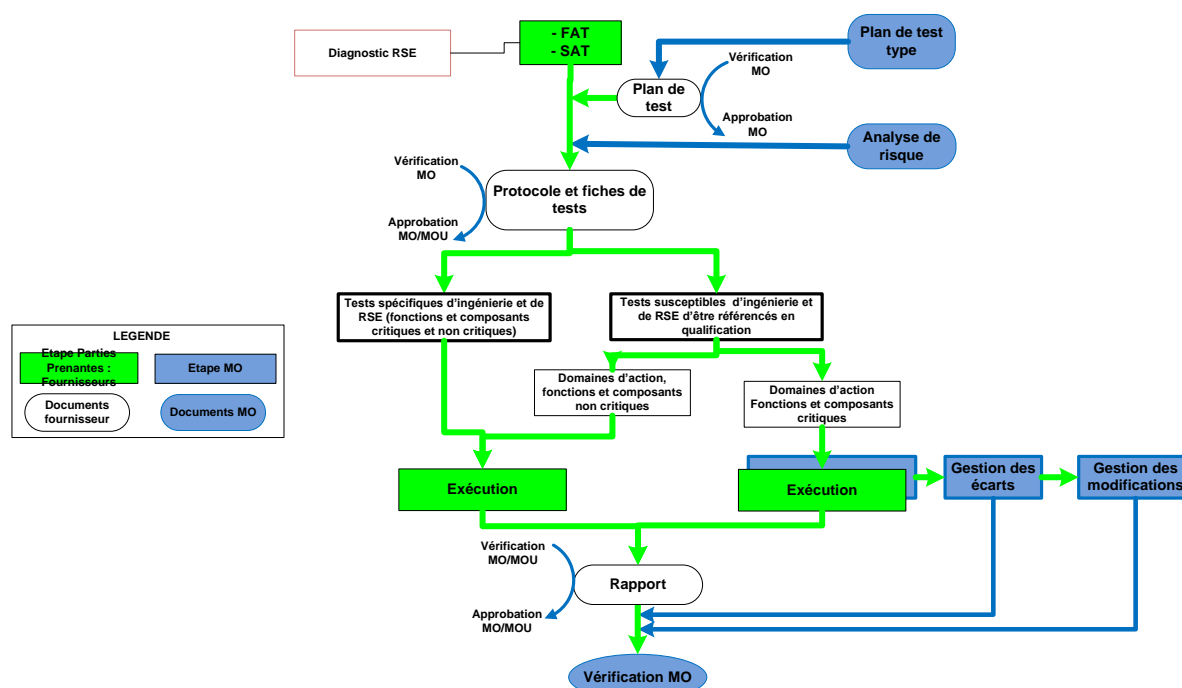 Diagnostic RSE
- FAT
- SAT
Plan de test
type
Vérification
MO
Plan de
test
Approbation
MO
Analyse de
risque
Vérification
MO
Protocole et fiches de
tests
Approbation
MO/MOU
Tests spécifiques d'ingénierie et de
RSE (fonctions et composants
critiques et non critiques)
Tests susceptibles d'ingénierie et
de RSE d'être référencés en
qualification
LEGENDE
Etape Parties
Prenantes :
Fournisseurs
Etape MO
Documents
fournisseur
Documents MO
Domaines d'action,
fonctions et composants
non critiques
Domaines d'action
Fonctions et composants
critiques
Exécution
Exécution
Gestion des
écarts
Gestion des
modifications
Vérification
MO/MOU
Rapport
Approbation
MO/MOU
Vérification MO